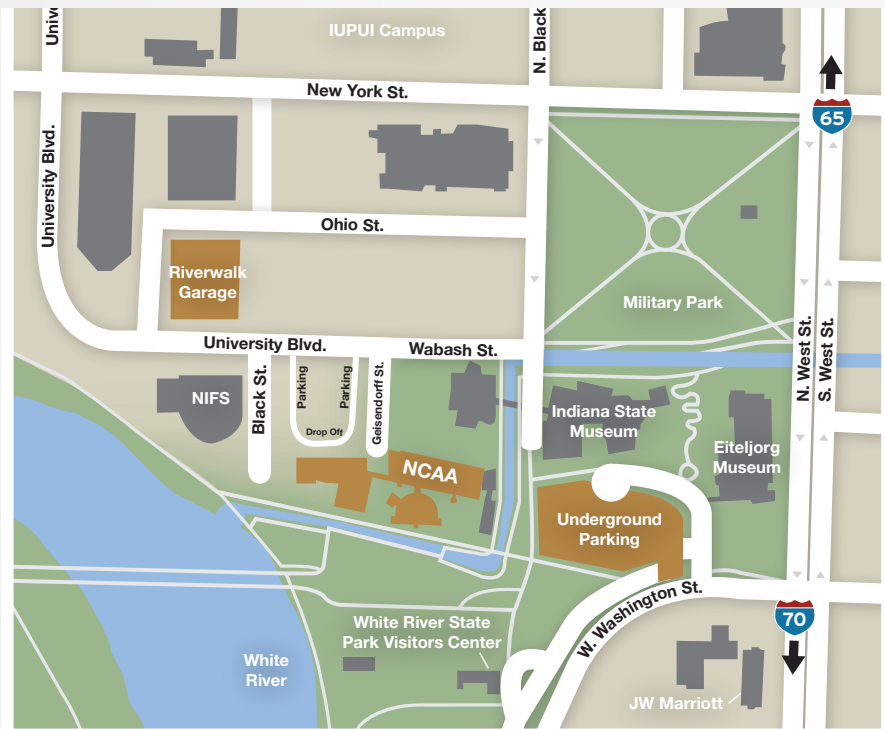 Univ
IUPUI Campus
N. Black
New York St.
65
University Blvd.
Ohio St.
Riverwalk
Garage
Military Park
University Blvd.
Wabash St.
N. West St.
S. West St.
NIFS
Black St.
Parking
Parking
Drop Off
Geisendorff St.
Indiana State
Museum
Eiteljorg
Museum
NCAA
Underground
Parking
W. Washington St.
70
White River State
Park Visitors Center
White
River
JW Marriott